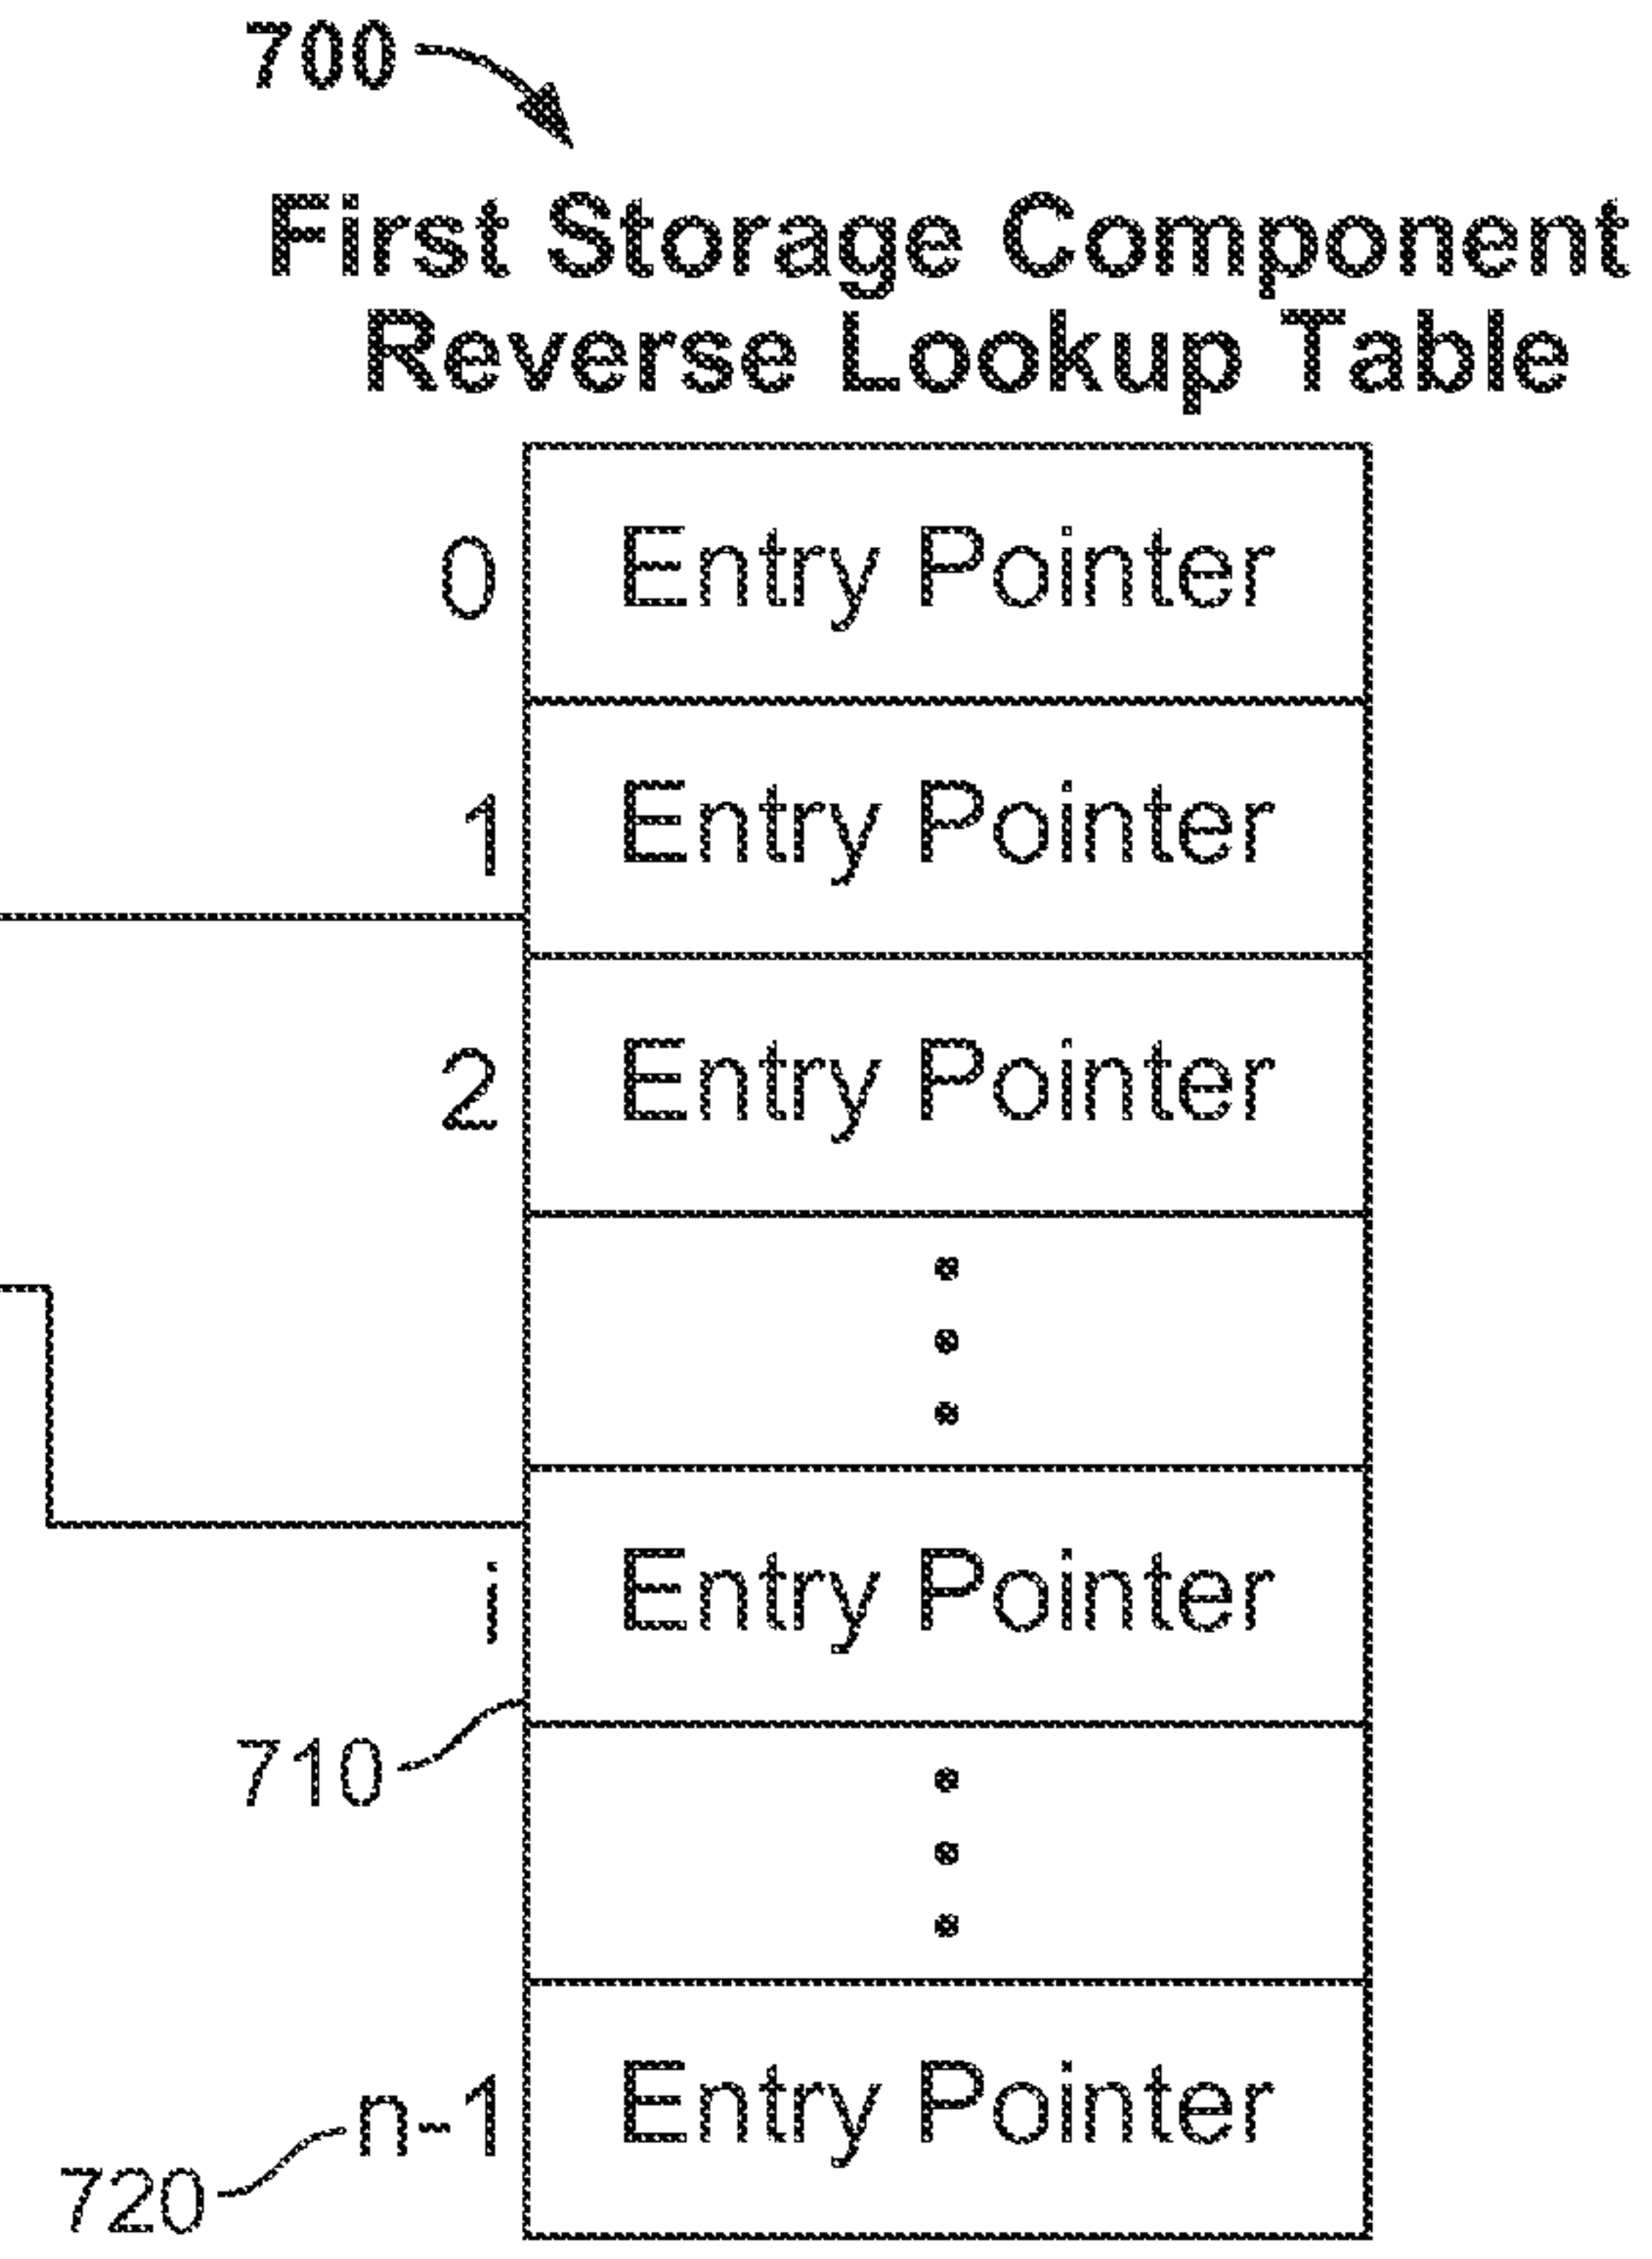 700
First Storage Component
Reverse Lookup Table
0 Entry Pointer
1 Entry Pointer
2 Entry Pointer
i Entry Pointer
710
n-1 Entry Pointer
720